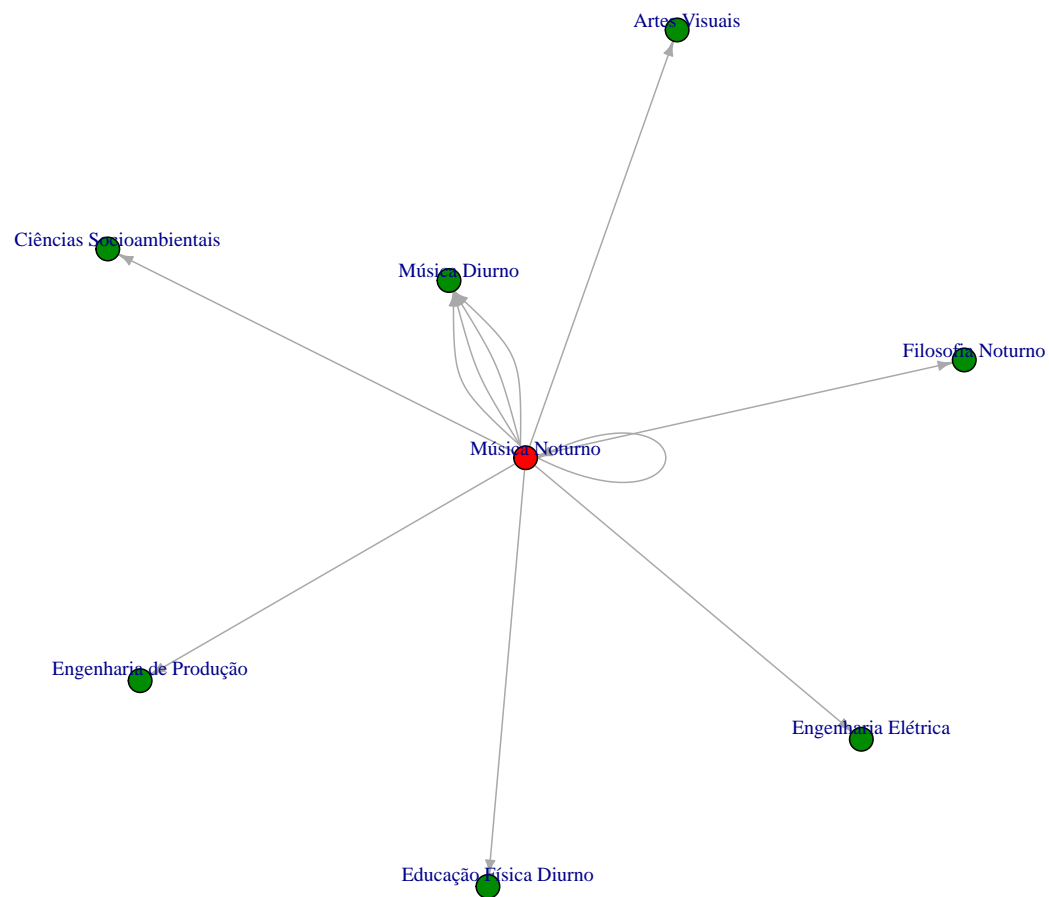 Artes Visuais
Ciências Socioambientais
Música Diurno
Filosofia Noturno
Música Noturno
Engenharia de Produção
Engenharia Elétrica
Educação Física Diurno